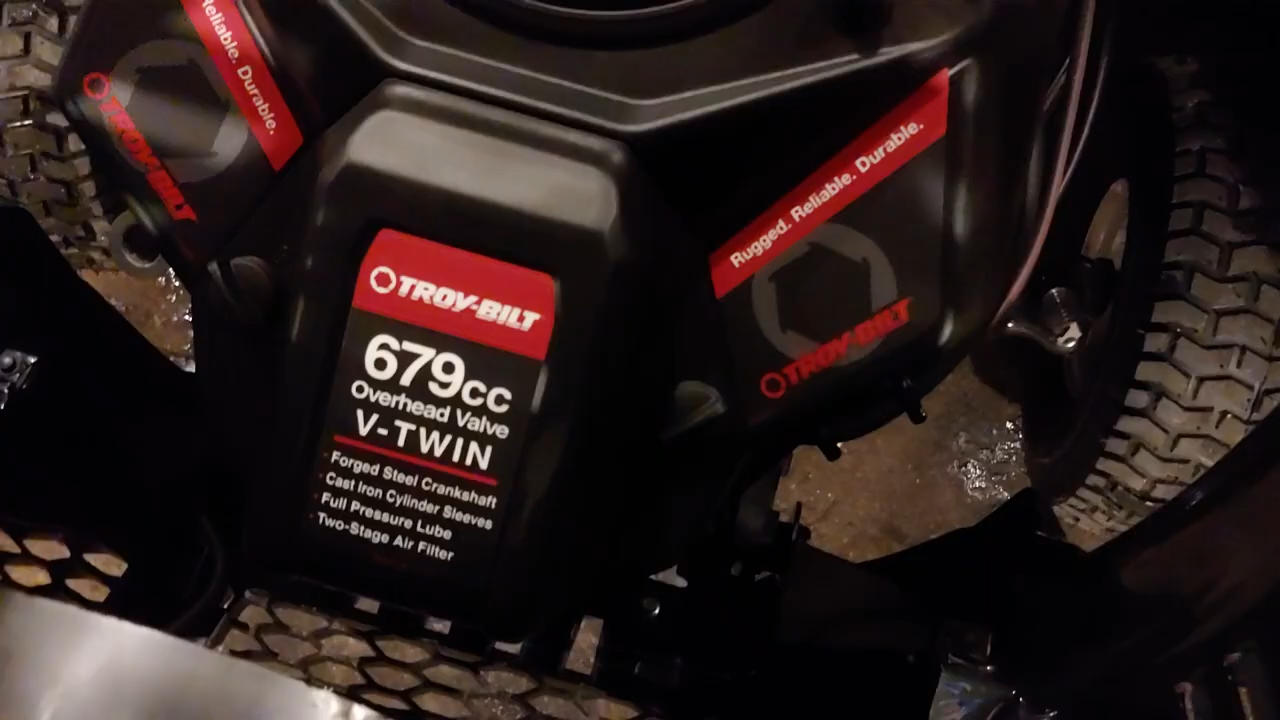 Reliable. Durable.
TROY-BILT
TROY-BILT
679cc
Overhead Valve
V-TWIN
Forged Steel Crankshaft
Cast Iron Cylinder Sleeves
Full Pressure Lube
Two-Stage Air Filter
Rugged. Reliable. Durable.
TROY-BILT